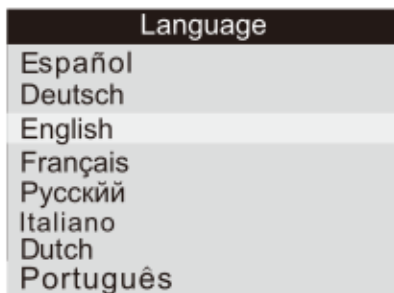 Language
Español
Deutsch
English
Français
Русскйй
Italiano
Dutch
Português